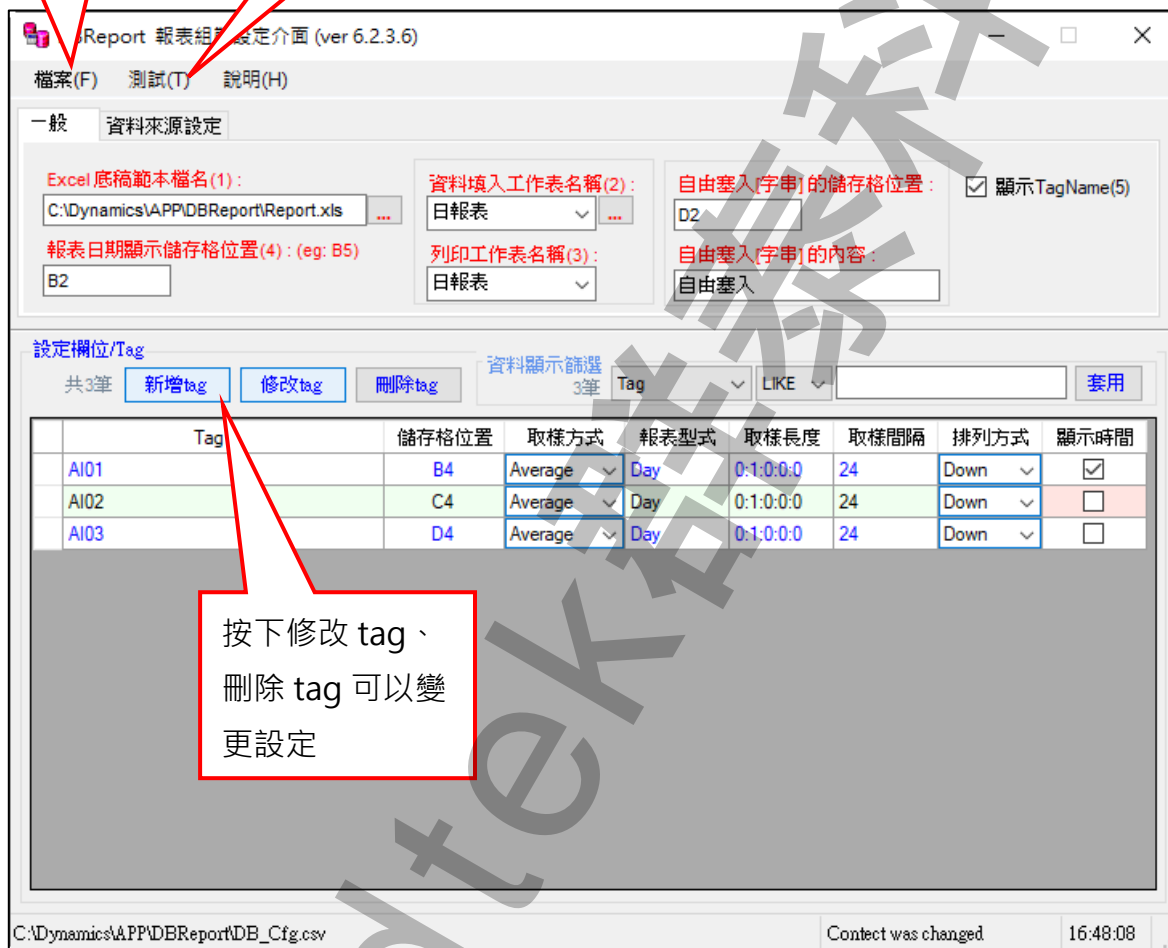 BReport 報表組態設定介面 (ver 6.2.3.6)
檔案(F) 測試(T) 說明(H)
一般 資料來源設定
Excel 底稿範本檔名(1) :
C:\Dynamics\APP\DBReport\Report.xls ...
報表日期顯示儲存格位置(4) : (eg: B5)
B2
資料填入工作表名稱(2) :
日報表 ...
列印工作表名稱(3) :
日報表
自由塞入[字串] 的儲存格位置 :
D2
自由塞入[字串] 的內容 :
自由塞入
顯示TagName(5)
設定欄位/Tag
共3筆 新增tag 修改tag 刪除tag
資料顯示篩選
3筆 Tag LIKE 套用
Tag 儲存格位置 取樣方式 報表型式 取樣長度 取樣間隔 排列方式 顯示時間
AI01 B4 Average Day 0:1:0:0:0 24 Down
AI02 C4 Average Day 0:1:0:0:0 24 Down
AI03 D4 Average Day 0:1:0:0:0 24 Down
按下修改 tag、
刪除 tag 可以變
更設定
C:\Dynamics\APP\DBReport\DB_Cfg.csv Contect was changed 16:48:08
dtek群泰科